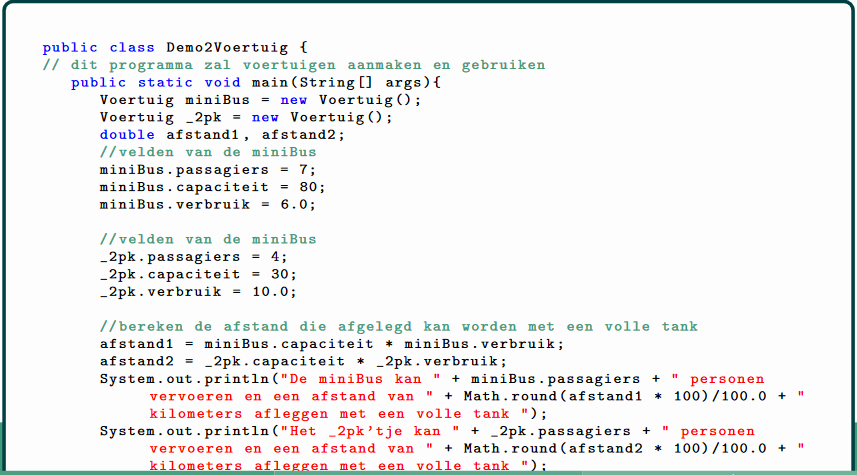 public class Demo2Voertuig {
// dit programma zal voertuigen aanmaken en gebruiken
public static void main(String[] args){
Voertuig miniBus = new Voertuig();
Voertuig _2pk = new Voertuig();
double afstand1, afstand2;
//velden van de miniBus
miniBus.passagiers = 7;
miniBus.capaciteit = 80;
miniBus.verbruik = 6.0;
//velden van de miniBus
_2pk.passagiers = 4;
_2pk.capaciteit = 30;
_2pk.verbruik = 10.0;
//bereken de afstand die afgelegd kan worden met een volle tank
afstand1 = miniBus.capaciteit * miniBus.verbruik;
afstand2 = _2pk.capaciteit * _2pk.verbruik;
System.out.println("De miniBus kan " + miniBus.passagiers + " personen
vervoeren en een afstand van " + Math.round(afstand1 * 100)/100.0 + "
kilometers afleggen met een volle tank ");
System.out.println("Het _2pk'tje kan " + _2pk.passagiers + " personen
vervoeren en een afstand van " + Math.round(afstand2 * 100)/100.0 + "
kilometers afleggen met een volle tank ");